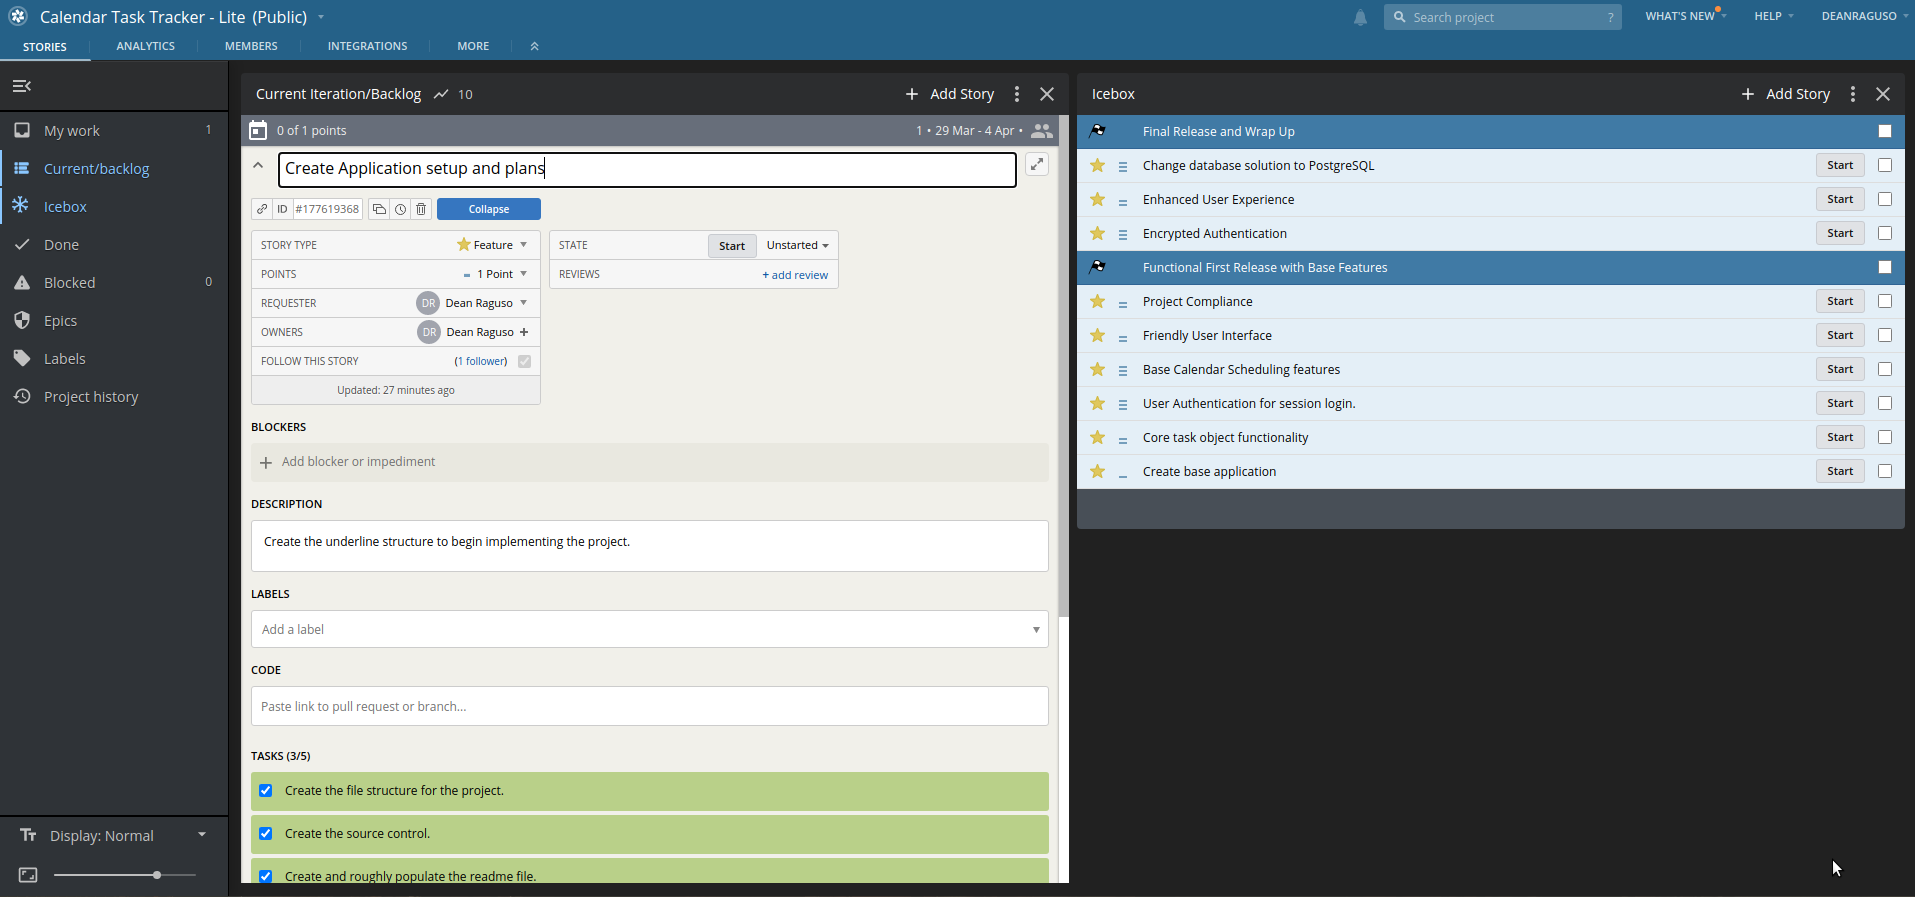 Calendar Task Tracker - Lite (Public)
Search project ?
WHAT'S NEW
HELP
DEANRAGUSO
STORIES
ANALYTICS
MEMBERS
INTEGRATIONS
MORE
My work 1
Current/backlog
Icebox
Done
Blocked 0
Epics
Labels
Project history
Display: Normal
Current Iteration/Backlog 10
+ Add Story
0 of 1 points
1 • 29 Mar - 4 Apr •
Create Application setup and plans
ID #177619368
Collapse
STORY TYPE Feature
POINTS 1 Point
REQUESTER DR Dean Raguso
OWNERS DR Dean Raguso +
FOLLOW THIS STORY (1 follower)
Updated: 27 minutes ago
STATE Start Unstarted
REVIEWS + add review
BLOCKERS
+ Add blocker or impediment
DESCRIPTION
Create the underline structure to begin implementing the project.
LABELS
Add a label
CODE
Paste link to pull request or branch...
TASKS (3/5)
Create the file structure for the project.
Create the source control.
Create and roughly populate the readme file.
Icebox
+ Add Story
Final Release and Wrap Up
Change database solution to PostgreSQL Start
Enhanced User Experience Start
Encrypted Authentication Start
Functional First Release with Base Features
Project Compliance Start
Friendly User Interface Start
Base Calendar Scheduling features Start
User Authentication for session login. Start
Core task object functionality Start
Create base application Start